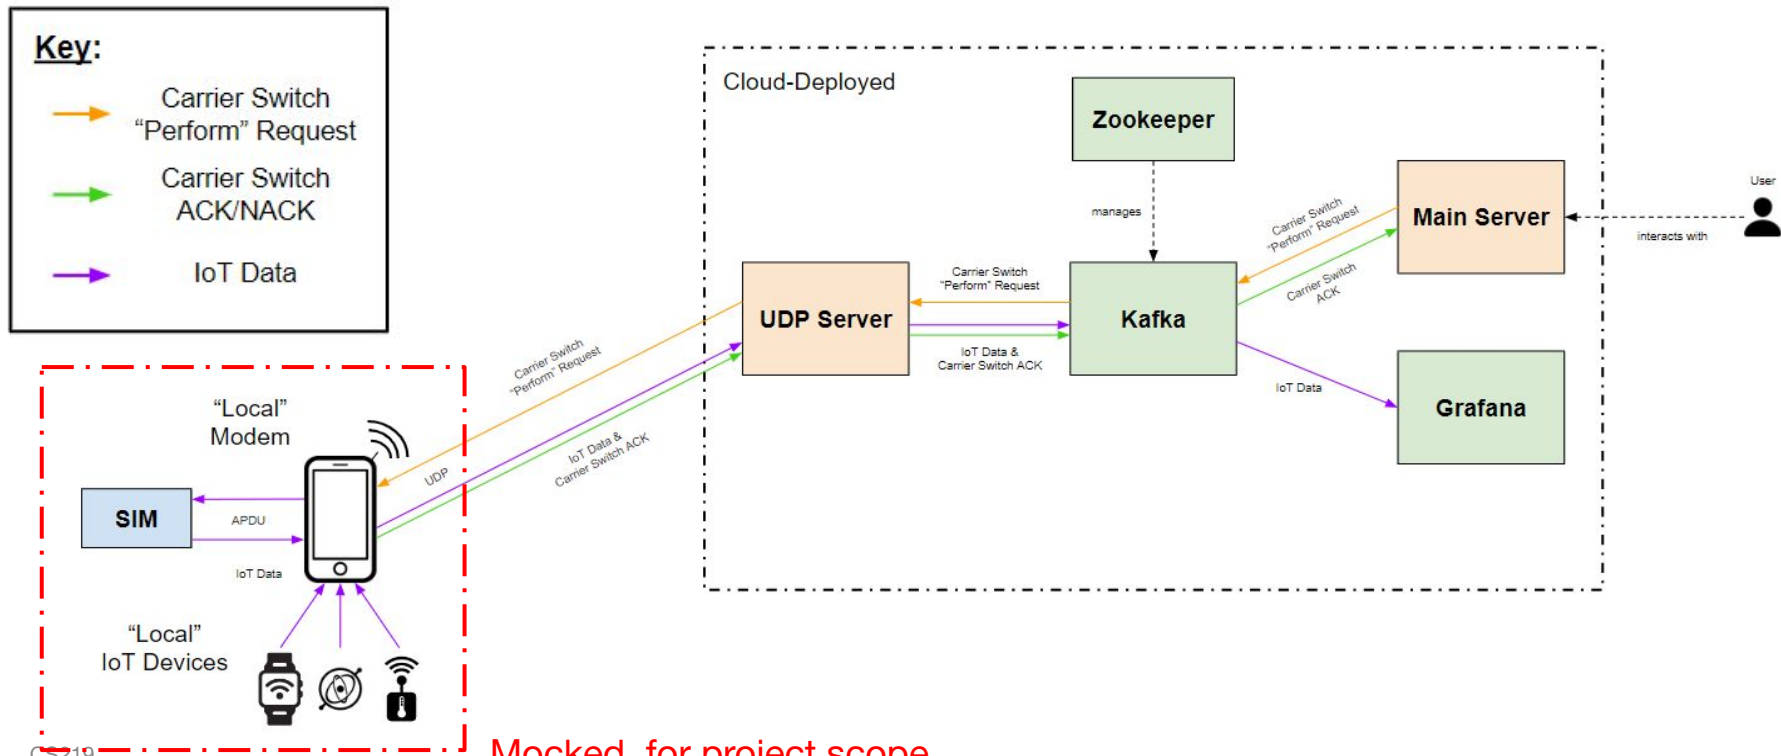 Key:
Carrier Switch
“Perform” Request
Carrier Switch
ACK/NACK
IoT Data
Cloud-Deployed
Zookeeper
manages
Main Server
User
interacts with
Carrier Switch
“Perform” Request
Carrier Switch
ACK
UDP Server
Carrier Switch
“Perform” Request
IoT Data &
Carrier Switch ACK
Kafka
IoT Data
Grafana
Carrier Switch
“Perform” Request
UDP
IoT Data &
Carrier Switch ACK
“Local”
Modem
SIM
APDU
IoT Data
“Local”
IoT Devices
CS219
Mocked, for project scope